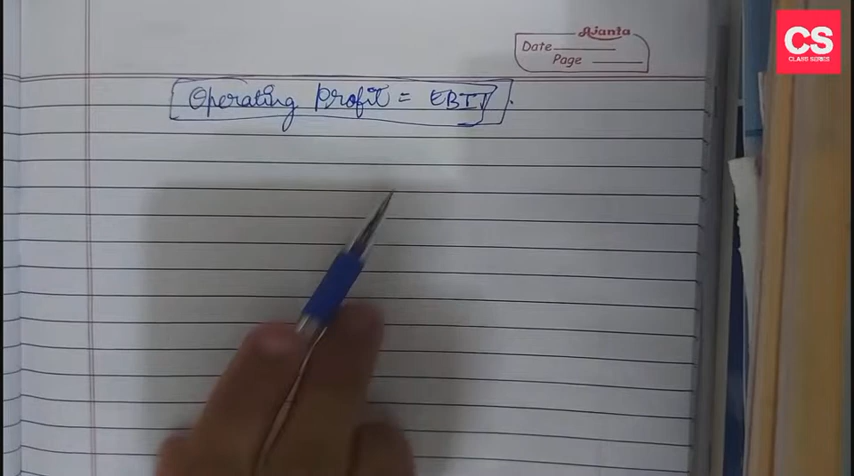 Ajanta
Date
Page
CS
CLASS SERIES
Operating Profit = EBIT.